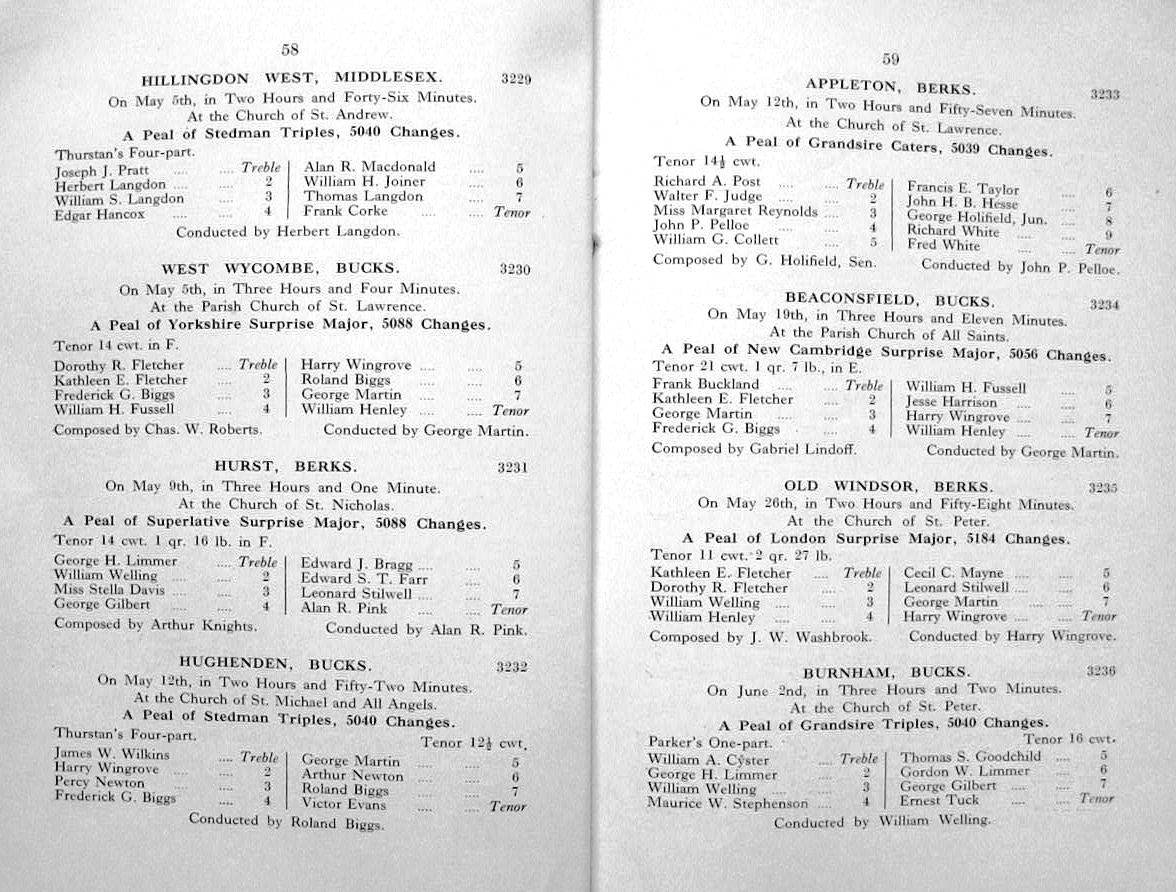 58
HILLINGDON WEST, MIDDLESEX. 3229
On May 5th, in Two Hours and Forty-Six Minutes.
At the Church of St. Andrew.
A Peal of Stedman Triples, 5040 Changes.
Thurstan's Four-part.
Joseph J. Pratt .... .... Treble Alan R. Macdonald .... 5
Herbert Langdon .... .... 2 William H. Joiner .... 6
William S. Langdon .... 3 Thomas Langdon .... 7
Edgar Hancox .... .... 4 Frank Corke .... .... Tenor
Conducted by Herbert Langdon.
WEST WYCOMBE, BUCKS. 3230
On May 5th, in Three Hours and Four Minutes.
At the Parish Church of St. Lawrence.
A Peal of Yorkshire Surprise Major, 5088 Changes.
Tenor 14 cwt. in F.
Dorothy R. Fletcher .... Treble Harry Wingrove .... .... 5
Kathleen E. Fletcher .... 2 Roland Biggs .... .... 6
Frederick G. Biggs .... 3 George Martin .... .... 7
William H. Fussell .... 4 William Henley .... .... Tenor
Composed by Chas. W. Roberts. Conducted by George Martin.
HURST, BERKS. 3231
On May 9th, in Three Hours and One Minute.
At the Church of St. Nicholas.
A Peal of Superlative Surprise Major, 5088 Changes.
Tenor 14 cwt. 1 qr. 16 lb. in F.
George H. Limmer .... Treble Edward J. Bragg .... .... 5
William Welling .... .... 2 Edward S. T. Farr .... 6
Miss Stella Davis .... 3 Leonard Stilwell .... .... 7
George Gilbert .... .... 4 Alan R. Pink .... .... Tenor
Composed by Arthur Knights. Conducted by Alan R. Pink.
HUGHENDEN, BUCKS. 3232
On May 12th, in Two Hours and Fifty-Two Minutes.
At the Church of St. Michael and All Angels.
A Peal of Stedman Triples, 5040 Changes.
Thurstan's Four-part. Tenor 12½ cwt.
James W. Wilkins .... Treble George Martin .... .... 5
Harry Wingrove .... .... 2 Arthur Newton .... .... 6
Percy Newton .... .... 3 Roland Biggs .... .... 7
Frederick G. Biggs .... 4 Victor Evans .... .... Tenor
Conducted by Roland Biggs.
59
APPLETON, BERKS. 3233
On May 12th, in Two Hours and Fifty-Seven Minutes.
At the Church of St. Lawrence.
A Peal of Grandsire Caters, 5039 Changes.
Tenor 14½ cwt.
Richard A. Post .... .... Treble Francis E. Taylor .... 6
Walter F. Judge .... .... 2 John H. B. Hesse .... 7
Miss Margaret Reynolds .... 3 George Holifield, Jun. .... 8
John P. Pelloe .... .... 4 Richard White .... .... 9
William G. Collett .... 5 Fred White .... .... Tenor
Composed by G. Holifield, Sen. Conducted by John P. Pelloe.
BEACONSFIELD, BUCKS. 3234
On May 19th, in Three Hours and Eleven Minutes.
At the Parish Church of All Saints.
A Peal of New Cambridge Surprise Major, 5056 Changes.
Tenor 21 cwt. 1 qr. 7 lb., in E.
Frank Buckland .... .... Treble William H. Fussell .... 5
Kathleen E. Fletcher .... 2 Jesse Harrison .... .... 6
George Martin .... .... 3 Harry Wingrove .... .... 7
Frederick G. Biggs .... 4 William Henley .... .... Tenor
Composed by Gabriel Lindoff. Conducted by George Martin.
OLD WINDSOR, BERKS. 3235
On May 26th, in Two Hours and Fifty-Eight Minutes.
At the Church of St. Peter.
A Peal of London Surprise Major, 5184 Changes.
Tenor 11 cwt. 2 qr. 27 lb.
Kathleen E. Fletcher .... Treble Cecil C. Mayne .... .... 5
Dorothy R. Fletcher .... 2 Leonard Stilwell .... .... 6
William Welling .... .... 3 George Martin .... .... 7
William Henley .... .... 4 Harry Wingrove .... .... Tenor
Composed by J. W. Washbrook. Conducted by Harry Wingrove.
BURNHAM, BUCKS. 3236
On June 2nd, in Three Hours and Two Minutes.
At the Church of St. Peter.
A Peal of Grandsire Triples, 5040 Changes.
Parker's One-part. Tenor 16 cwt.
William A. Cyster .... Treble Thomas S. Goodchild .... 5
George H. Limmer .... 2 Gordon W. Limmer .... 6
William Welling .... .... 3 George Gilbert .... .... 7
Maurice W. Stephenson .... 4 Ernest Tuck .... .... Tenor
Conducted by William Welling.